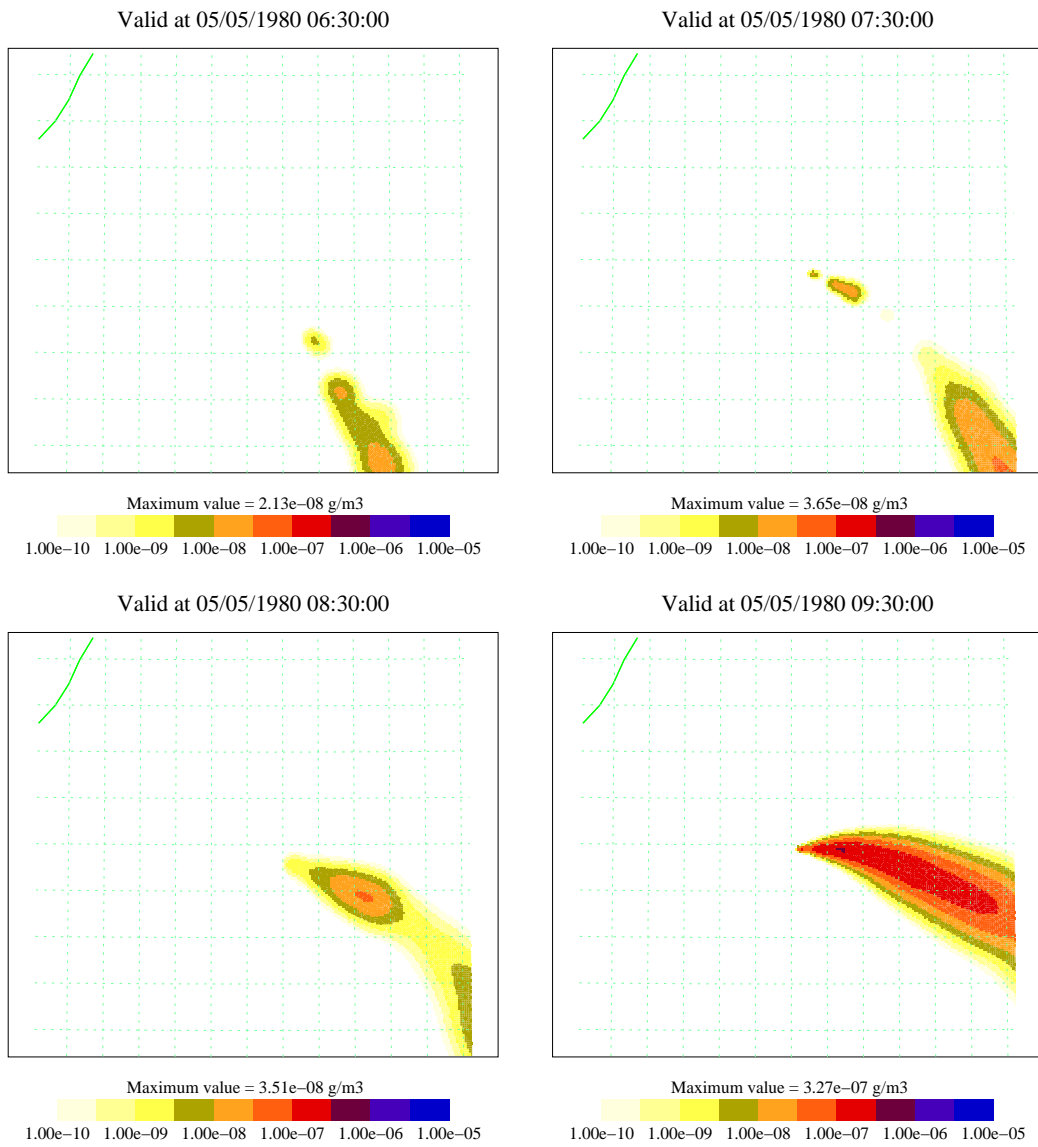 Valid at 05/05/1980 06:30:00
Valid at 05/05/1980 07:30:00
Maximum value = 2.13e−08 g/m3
1.00e−10 1.00e−09 1.00e−08 1.00e−07 1.00e−06 1.00e−05
Maximum value = 3.65e−08 g/m3
1.00e−10 1.00e−09 1.00e−08 1.00e−07 1.00e−06 1.00e−05
Valid at 05/05/1980 08:30:00
Valid at 05/05/1980 09:30:00
Maximum value = 3.51e−08 g/m3
1.00e−10 1.00e−09 1.00e−08 1.00e−07 1.00e−06 1.00e−05
Maximum value = 3.27e−07 g/m3
1.00e−10 1.00e−09 1.00e−08 1.00e−07 1.00e−06 1.00e−05